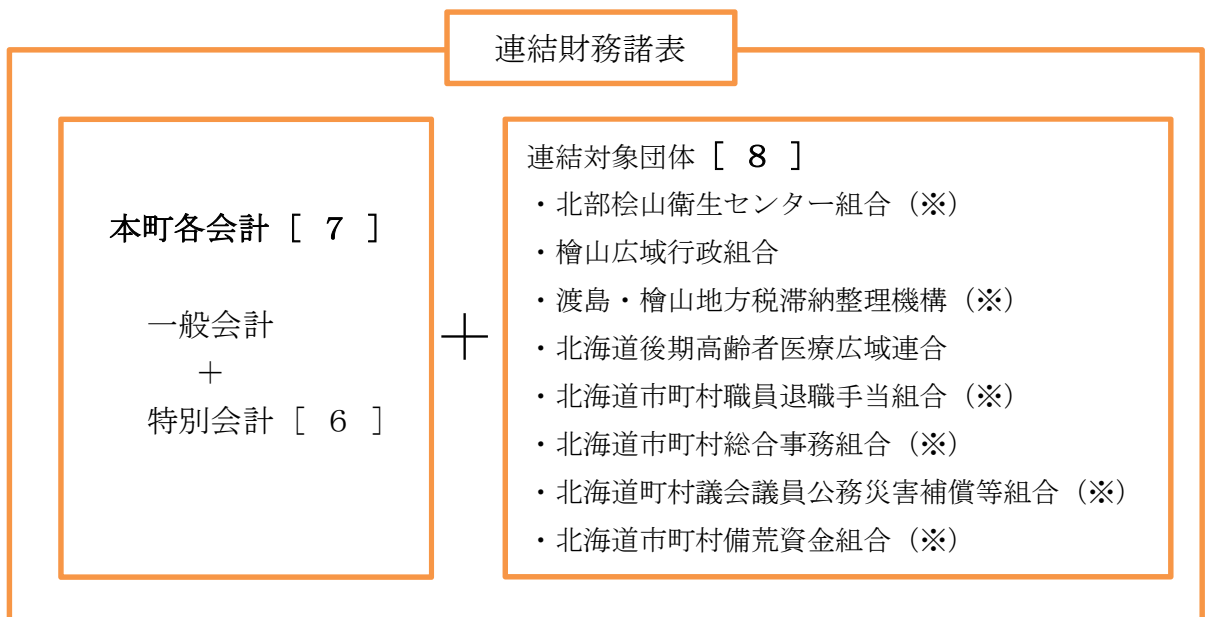 連結財務諸表
本町各会計［ ７ ］
一般会計
＋
特別会計［ ６ ］
＋
連結対象団体［ ８ ］
・北部桧山衛生センター組合（※）
・檜山広域行政組合
・渡島・檜山地方税滞納整理機構（※）
・北海道後期高齢者医療広域連合
・北海道市町村職員退職手当組合（※）
・北海道市町村総合事務組合（※）
・北海道町村議会議員公務災害補償等組合（※）
・北海道市町村備荒資金組合（※）